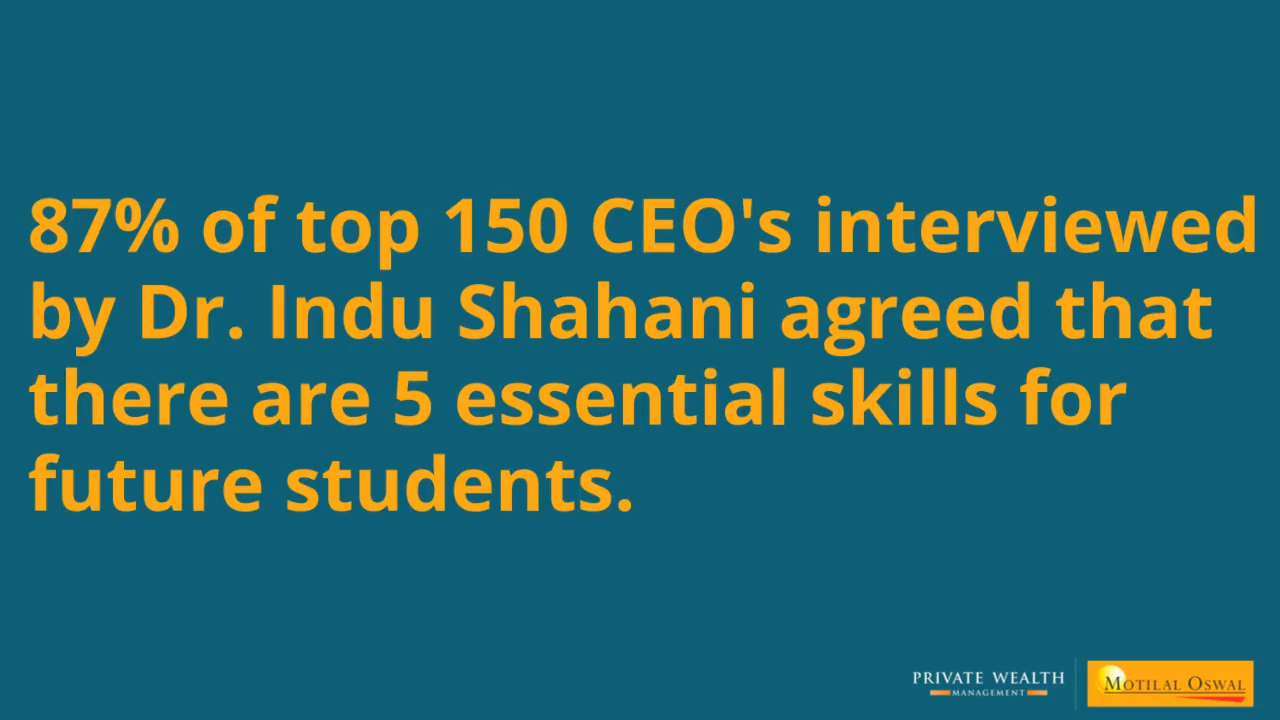 87% of top 150 CEO's interviewed
by Dr. Indu Shahani agreed that
there are 5 essential skills for
future students.
PRIVATE WEALTH
MANAGEMENT
MOTILAL OSWAL